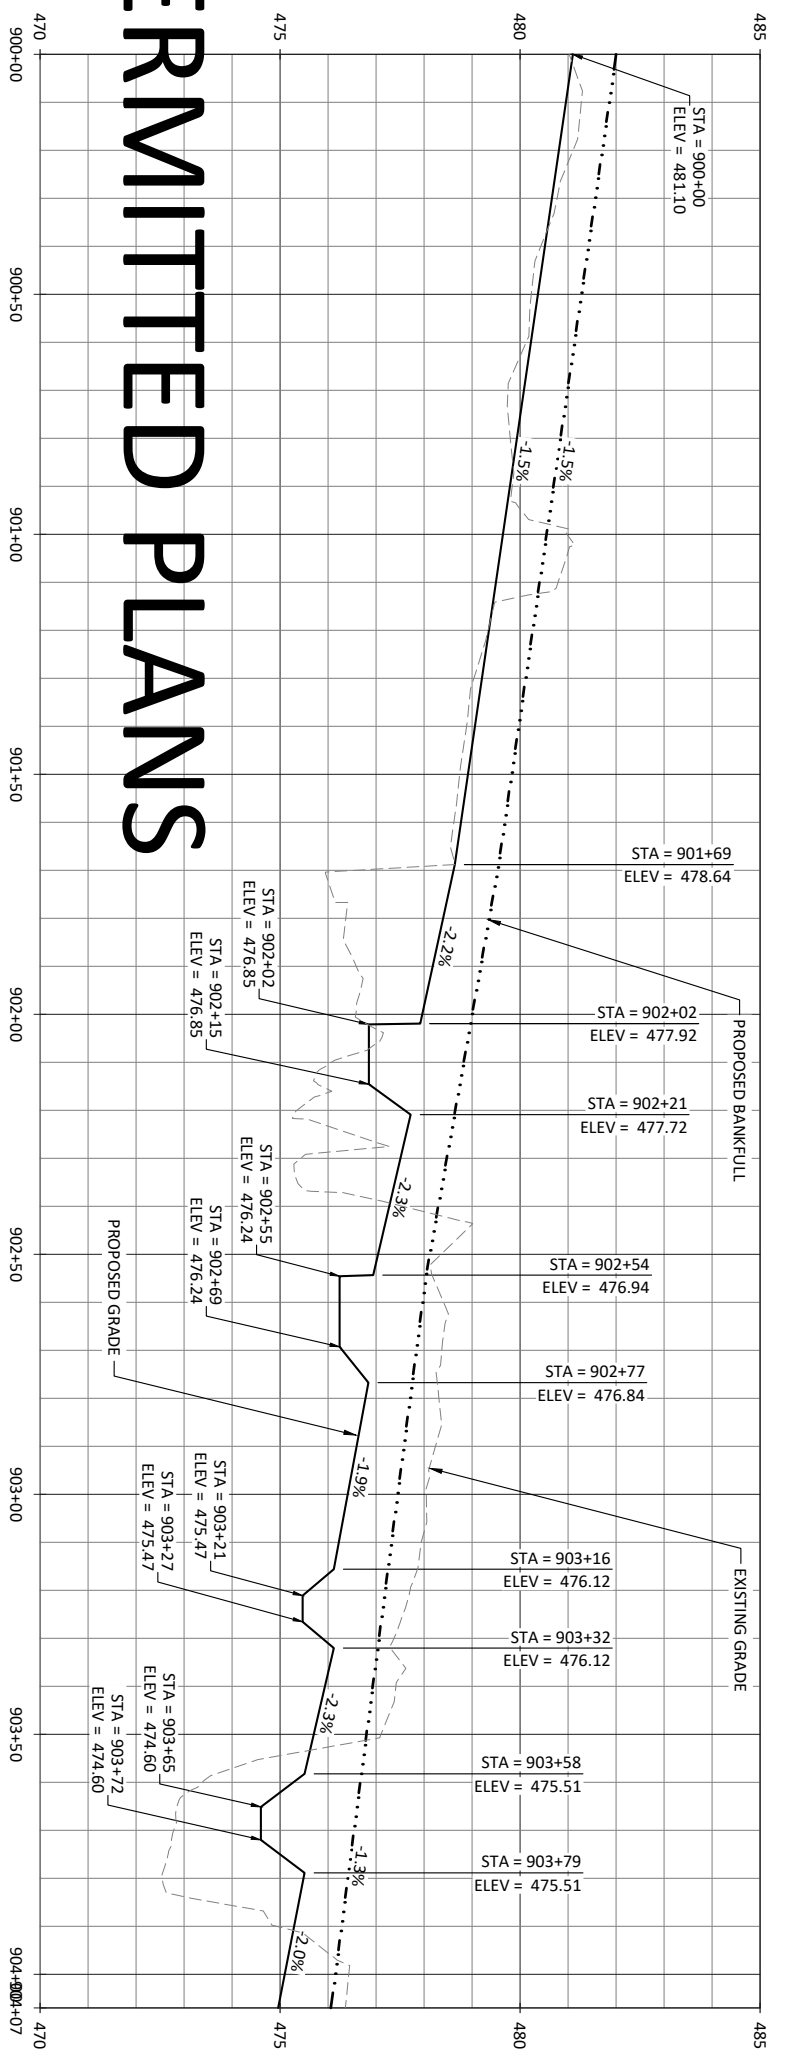 485
480
475
470
STA = 900+00
ELEV = 481.10
-1.5%
-1.5%
STA = 901+69
ELEV = 478.64
-2.2%
PROPOSED BANKFULL
STA = 902+02
ELEV = 477.92
STA = 902+21
ELEV = 477.72
STA = 902+02
ELEV = 476.85
STA = 902+15
ELEV = 476.85
-2.3%
STA = 902+54
ELEV = 476.94
STA = 902+77
ELEV = 476.84
STA = 902+55
ELEV = 476.24
STA = 902+69
ELEV = 476.24
PROPOSED GRADE
-1.9%
EXISTING GRADE
STA = 903+16
ELEV = 476.12
STA = 903+32
ELEV = 476.12
STA = 903+21
ELEV = 475.47
STA = 903+27
ELEV = 475.47
-2.3%
STA = 903+58
ELEV = 475.51
STA = 903+79
ELEV = 475.51
STA = 903+65
ELEV = 474.60
STA = 903+72
ELEV = 474.60
-1.3%
-2.0%
485
480
475
470
900+00
900+50
901+00
901+50
902+00
902+50
903+00
903+50
904+07
RMITTED PLANS